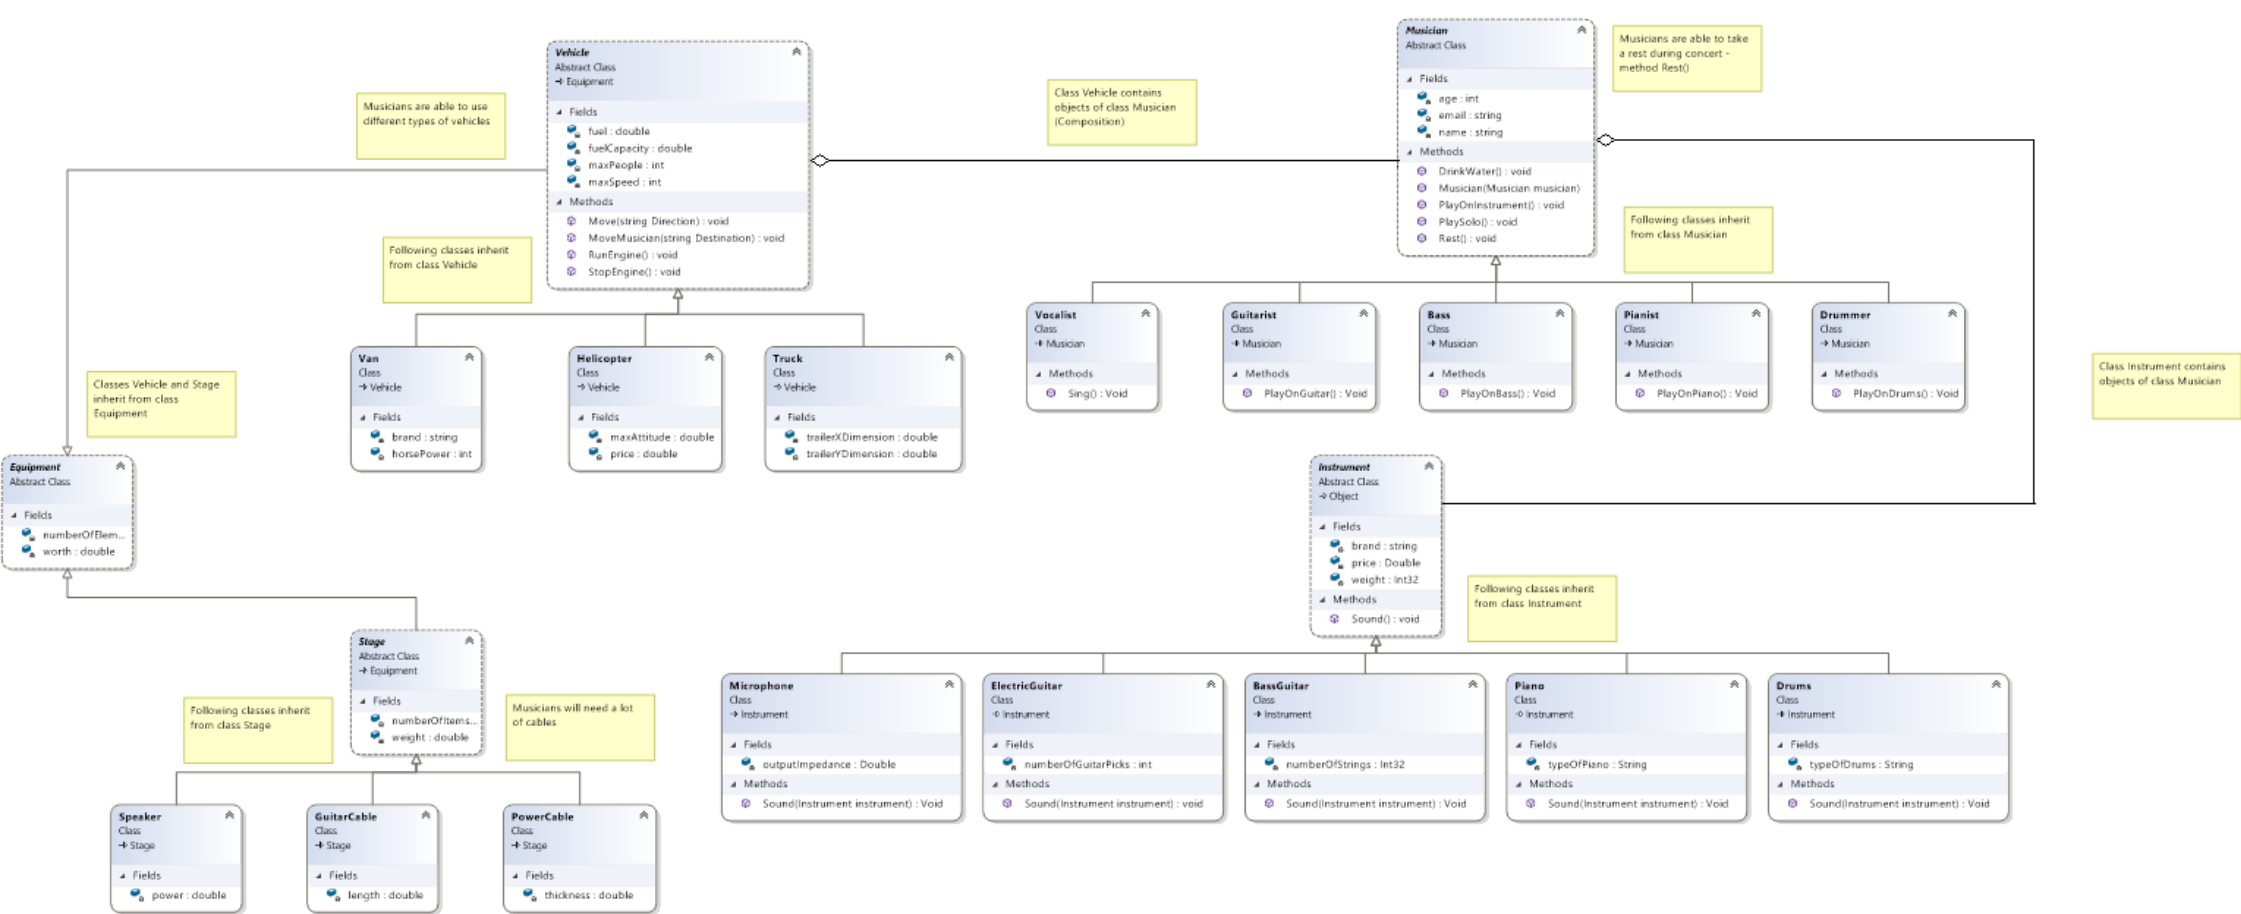 Vehicle
Abstract Class
Equipment
Fields
fuel : double
fuelCapacity : double
maxPeople : int
maxSpeed : int
Methods
Move(string Direction) : void
MoveMusician(string Destination) : void
RunEngine() : void
StopEngine() : void
Musicians are able to use
different types of vehicles
Following classes inherit
from class Vehicle
Class Vehicle contains
objects of class Musician
(Composition)
Musician
Abstract Class
Fields
age : int
email : string
name : string
Methods
DrinkWater() : void
Musician(Musician musician)
PlayOnInstrument() : void
PlaySolo() : void
Rest() : void
Musicians are able to take
a rest during concert -
method Rest()
Following classes inherit
from class Musician
Van
Class
Vehicle
Fields
brand : string
horsePower : int
Helicopter
Class
Vehicle
Fields
maxAttitude : double
price : double
Truck
Class
Vehicle
Fields
trailerXDimension : double
trailerYDimension : double
Vocalist
Class
Musician
Methods
Sing() : Void
Guitarist
Class
Musician
Methods
PlayOnGuitar() : Void
Bass
Class
Musician
Methods
PlayOnBass() : Void
Pianist
Class
Musician
Methods
PlayOnPiano() : Void
Drummer
Class
Musician
Methods
PlayOnDrums() : Void
Class Instrument contains
objects of class Musician
Classes Vehicle and Stage
inherit from class
Equipment
Equipment
Abstract Class
Fields
numberOfElem...
worth : double
Instrument
Abstract Class
Object
Fields
brand : string
price : Double
weight : Int32
Methods
Sound() : void
Following classes inherit
from class Instrument
Stage
Abstract Class
Equipment
Fields
numberOfItems...
weight : double
Following classes inherit
from class Stage
Musicians will need a lot
of cables
Microphone
Class
Instrument
Fields
outputImpedance : Double
Methods
Sound(Instrument instrument) : Void
ElectricGuitar
Class
Instrument
Fields
numberOfGuitarPicks : int
Methods
Sound(Instrument instrument) : void
BassGuitar
Class
Instrument
Fields
numberOfStrings : Int32
Methods
Sound(Instrument instrument) : Void
Piano
Class
Instrument
Fields
typeOfPiano : String
Methods
Sound(Instrument instrument) : Void
Drums
Class
Instrument
Fields
typeOfDrums : String
Methods
Sound(Instrument instrument) : Void
Speaker
Class
Stage
Fields
power : double
GuitarCable
Class
Stage
Fields
length : double
PowerCable
Class
Stage
Fields
thickness : double